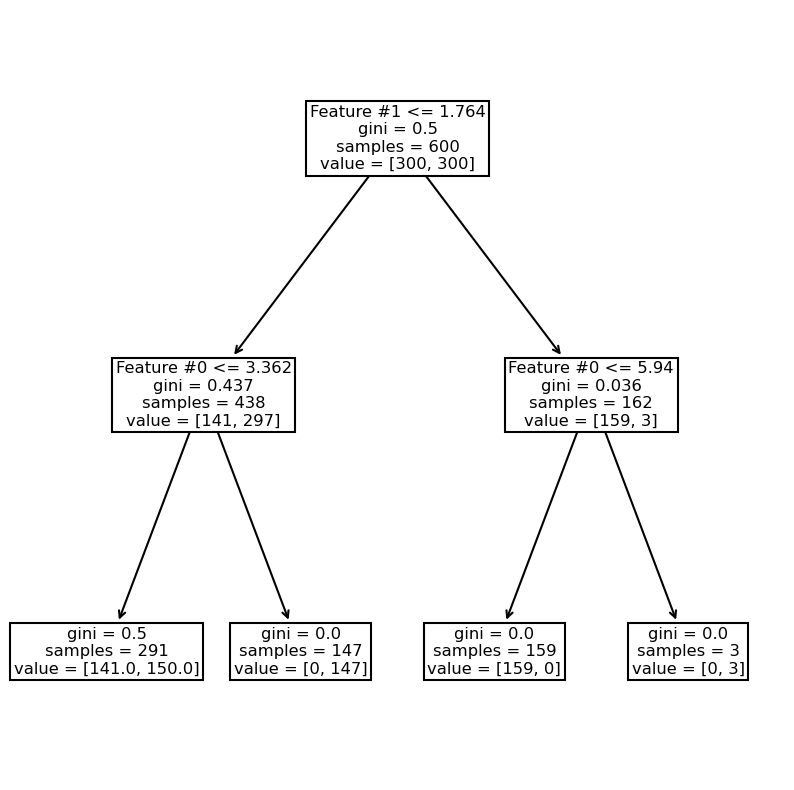 Feature #1 <= 1.764
gini = 0.5
samples = 600
value = [300, 300]
Feature #0 <= 3.362
gini = 0.437
samples = 438
value = [141, 297]
Feature #0 <= 5.94
gini = 0.036
samples = 162
value = [159, 3]
gini = 0.5
samples = 291
value = [141.0, 150.0]
gini = 0.0
samples = 147
value = [0, 147]
gini = 0.0
samples = 159
value = [159, 0]
gini = 0.0
samples = 3
value = [0, 3]